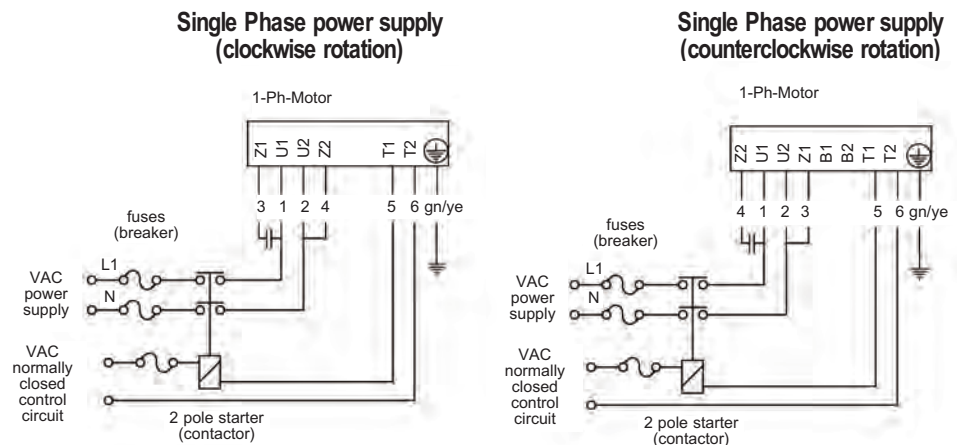 Single Phase power supply
(clockwise rotation)
1-Ph-Motor
Z1 U1 U2 Z2 T1 T2
3 1 2 4 5 6 gn/ye
fuses
(breaker)
L1
VAC
power
supply
N
VAC
normally
closed
control
circuit
2 pole starter
(contactor)
Single Phase power supply
(counterclockwise rotation)
1-Ph-Motor
Z2 U1 U2 Z1 B1 B2 T1 T2
4 1 2 3 5 6 gn/ye
fuses
(breaker)
L1
VAC
power
supply
N
VAC
normally
closed
control
circuit
2 pole starter
(contactor)